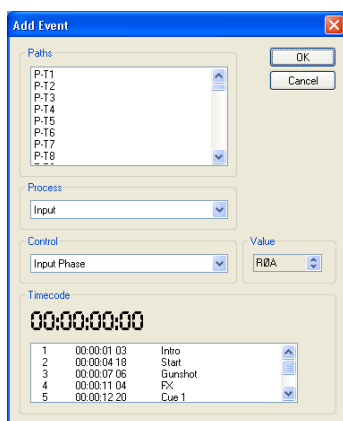 Add Event
Paths
OK
P-T1
P-T2
Cancel
P-T3
P-T4
P-T5
P-T6
P-T7
P-T8
Process
Input
Control
Value
Input Phase
RØA
Timecode
00:00:00:00
1 00:00:01 03 Intro
2 00:00:04 18 Start
3 00:00:07 06 Gunshot
4 00:00:11 04 FX
5 00:00:12 20 Cue 1